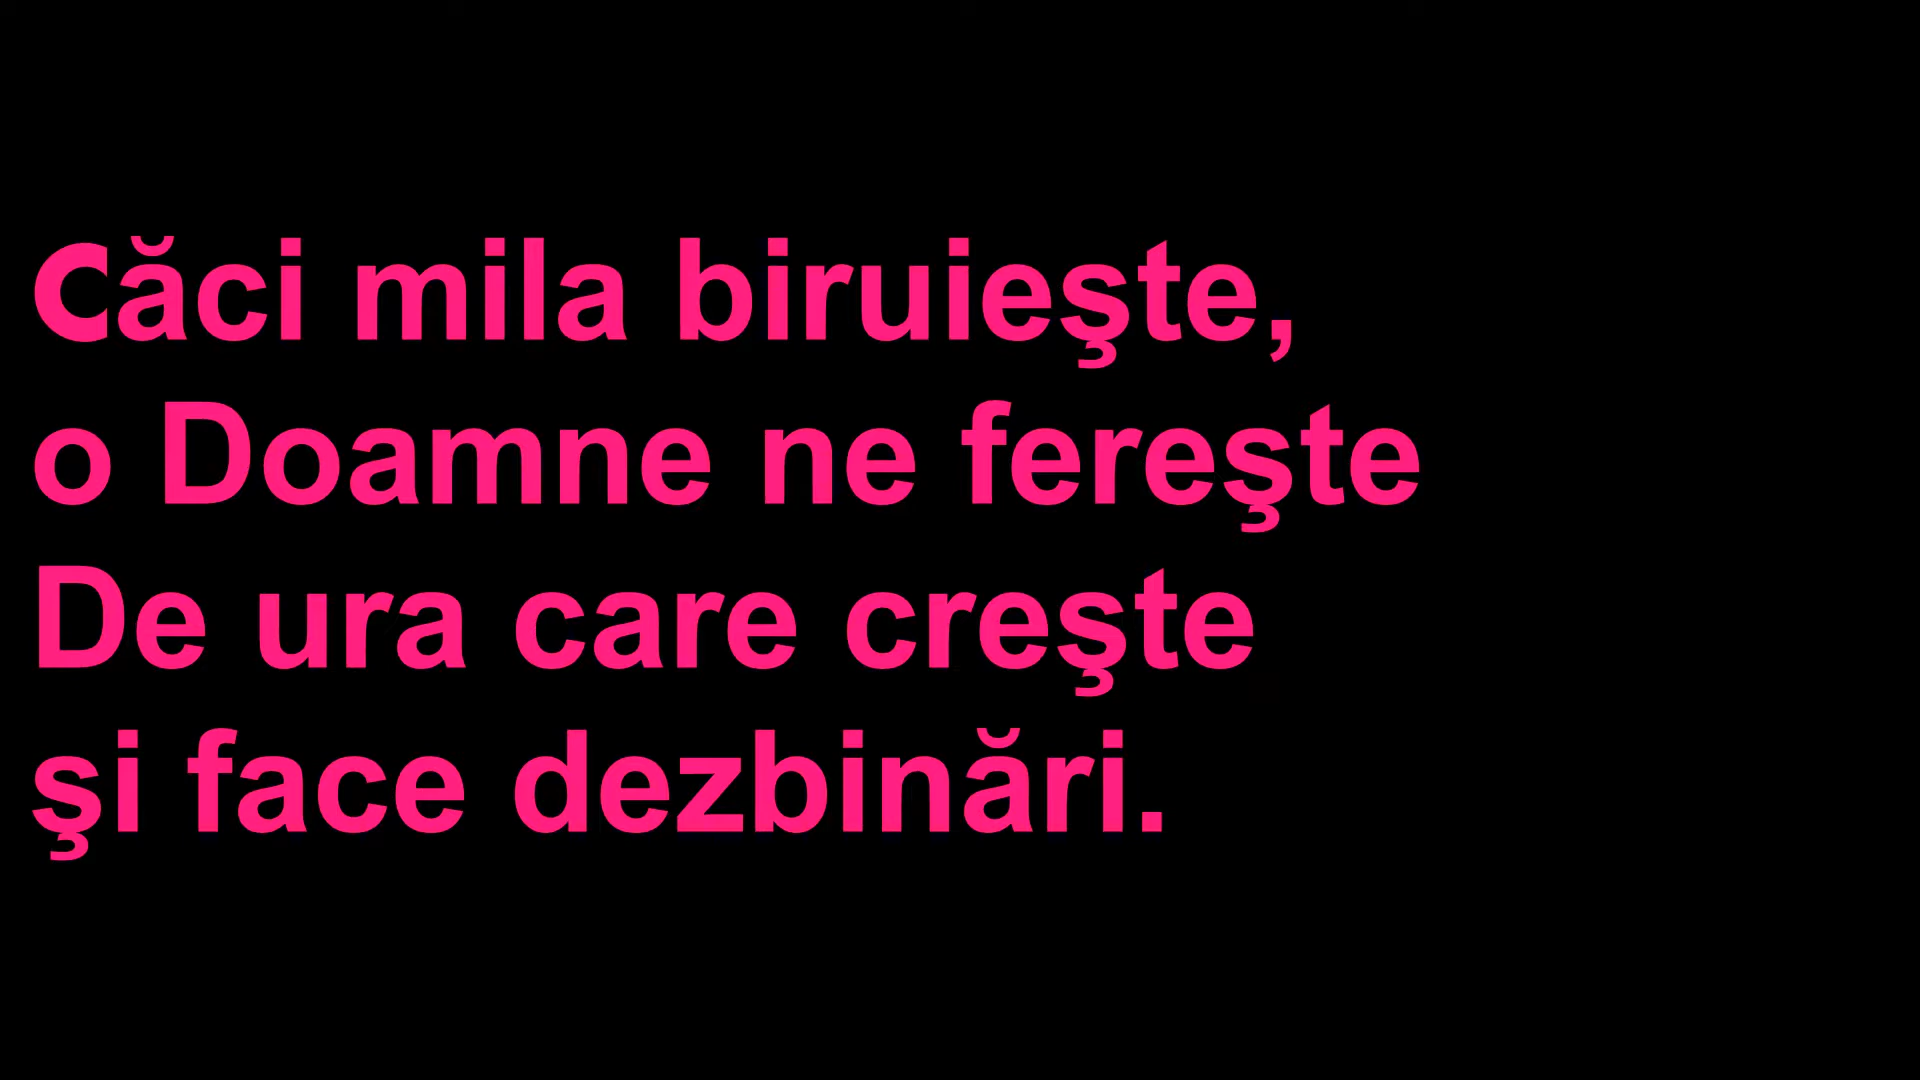 Căci mila biruieşte,
o Doamne ne fereşte
De ura care creşte
şi face dezbinări.